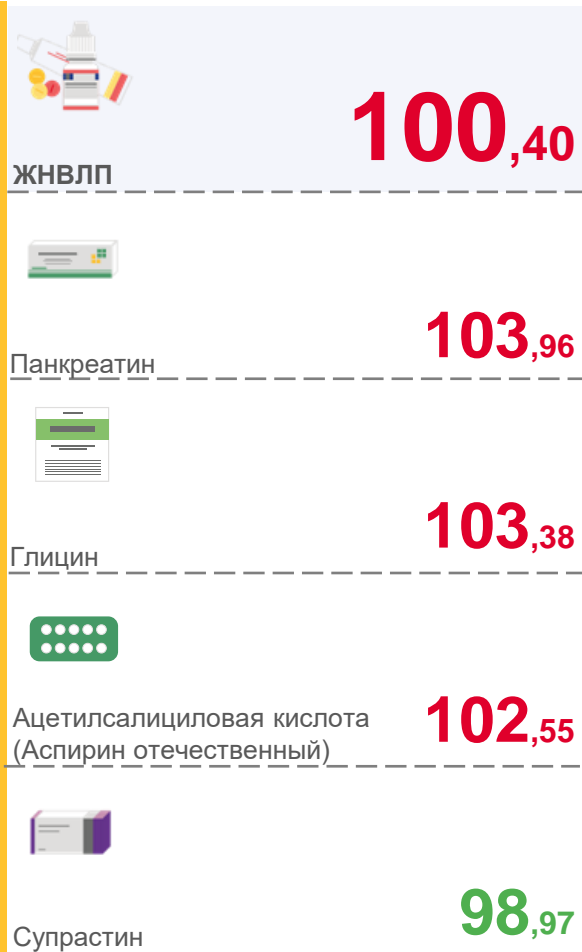 100,40
ЖНВЛП
103,96
Панкреатин
103,38
Глицин
Ацетилсалициловая кислота
(Аспирин отечественный)
102,55
98,97
Супрастин